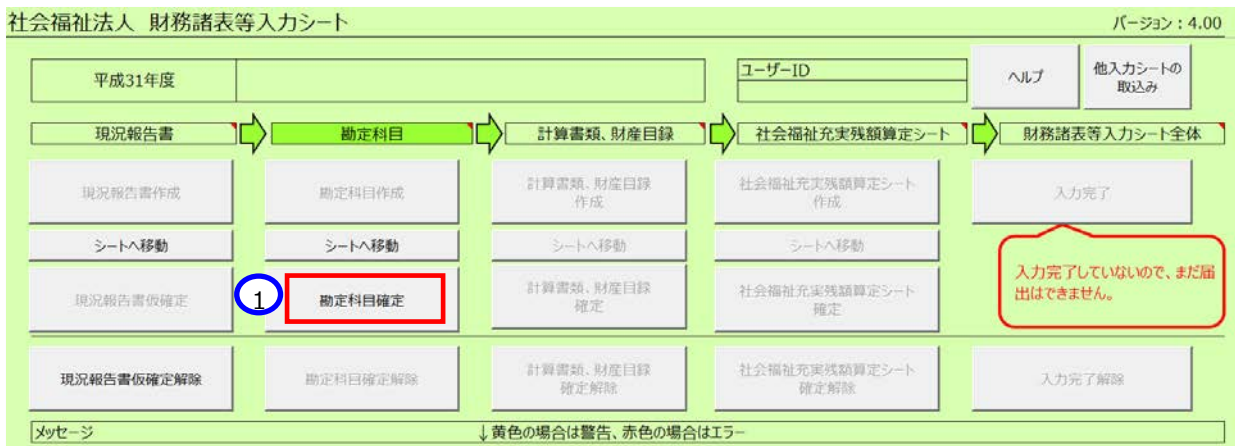 社会福祉法人 財務諸表等入力シート
バージョン：4.00
平成31年度
ユーザーID
ヘルプ
他入力シートの
取込み
現況報告書
勘定科目
計算書類、財産目録
社会福祉充実残額算定シート
財務諸表等入力シート全体
現況報告書作成
勘定科目作成
計算書類、財産目録
作成
社会福祉充実残額算定シート
作成
入力完了
シートへ移動
シートへ移動
シートへ移動
シートへ移動
入力完了していないので、まだ届
出はできません。
現況報告書仮確定
1
勘定科目確定
計算書類、財産目録
確定
社会福祉充実残額算定シート
確定
現況報告書仮確定解除
勘定科目確定解除
計算書類、財産目録
確定解除
社会福祉充実残額算定シート
確定解除
入力完了解除
メッセージ
↓黄色の場合は警告、赤色の場合はエラー